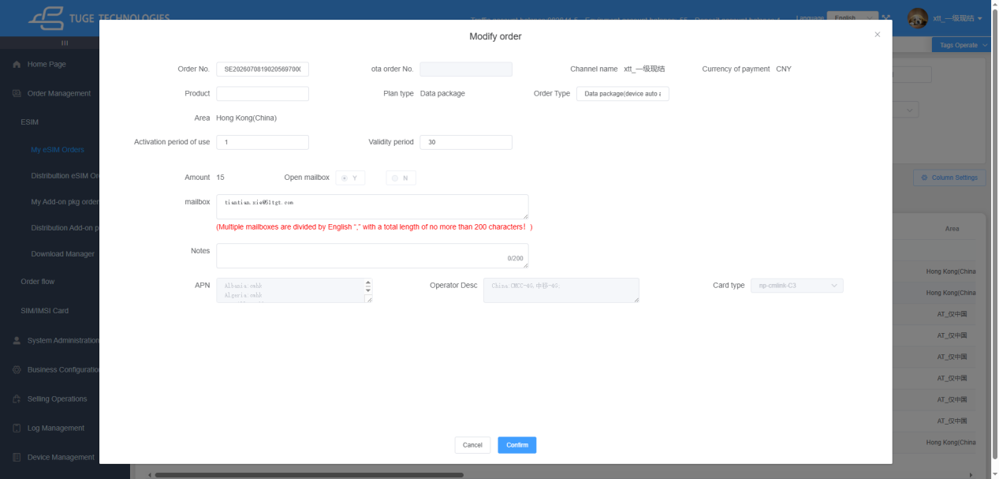 TUGE TECHNOLOGIES
Language English
xtt_一级现结
Tags Operate
Home Page
Order Management
ESIM
My eSIM Orders
Distribultion eSIM Or
My Add-on pkg order
Distribution Add-on p
Download Manager
Order flow
SIM/IMSI Card
System Administration
Business Configuratio
Selling Operations
Log Management
Device Management
Modify order
Order No. SE20260708190205697000 ota order No. Channel name xtt_一级现结 Currency of payment CNY
Product Plan type Data package Order Type Data package(device auto a
Area Hong Kong(China)
Activation period of use 1 Validity period 30
Amount 15 Open mailbox Y N
mailbox tiantian.xie@51tgt.com
(Multiple mailboxes are divided by English "," with a total length of no more than 200 characters！)
Notes
0/200
APN Albania:cmhk
Algeria:cmhk
Operator Desc China:CMCC-4G,中移-4G,
Card type np-cmlink-C3
Cancel Confirm
Column Settings
Area
Hong Kong(China
Hong Kong(China
AT_仅中国
AT_仅中国
AT_仅中国
AT_仅中国
AT_仅中国
AT_仅中国
Hong Kong(China